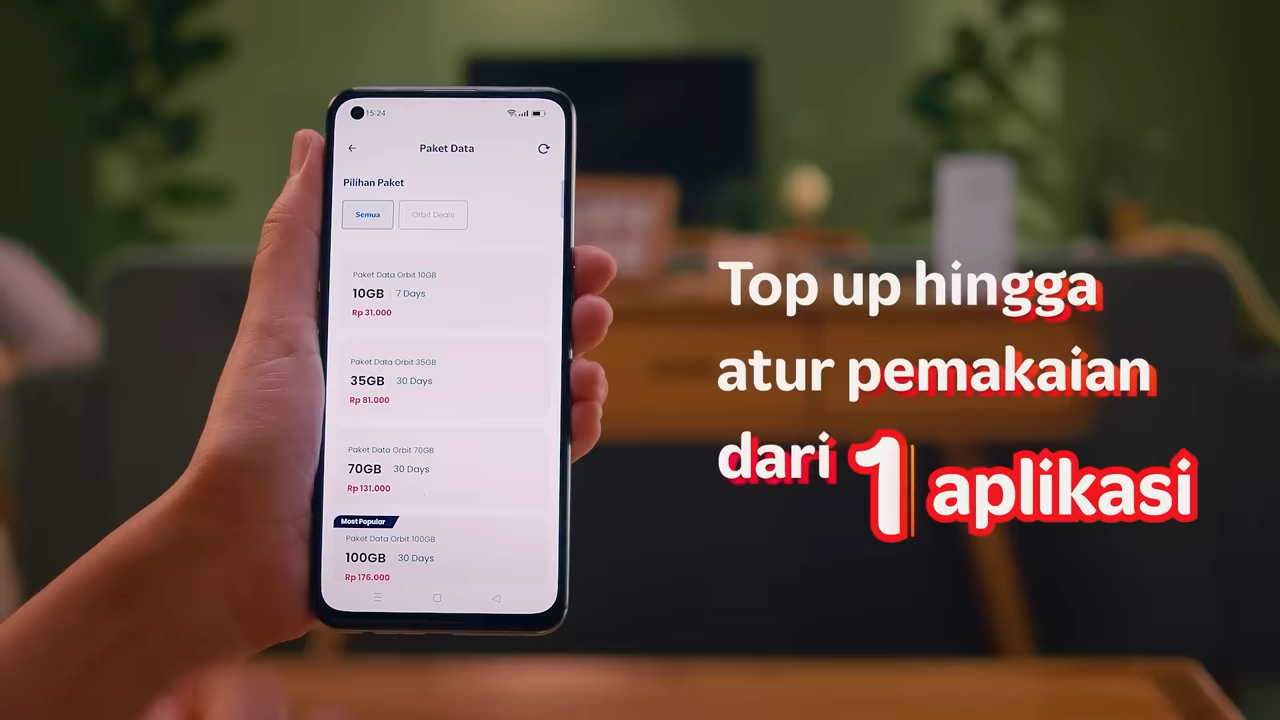 15:24
Paket Data
Pilihan Paket
Semua
Orbit Deals
Paket Data Orbit 10GB
10GB 7 Days
Rp 31.000
Paket Data Orbit 35GB
35GB 30 Days
Rp 81.000
Paket Data Orbit 70GB
70GB 30 Days
Rp 131.000
Most Popular
Paket Data Orbit 100GB
100GB 30 Days
Rp 176.000
Top up hingga
atur pemakaian
dari 1 aplikasi